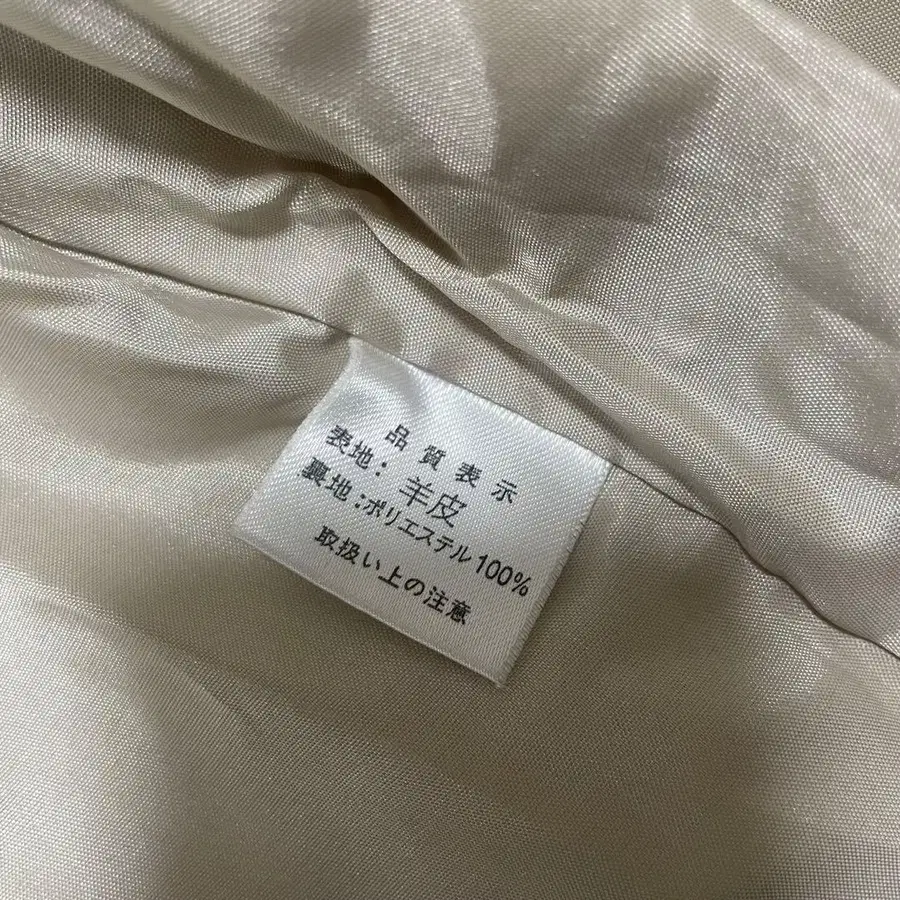 品質表示
表地：羊皮
裏地：ポリエステル100%
取扱い上の注意